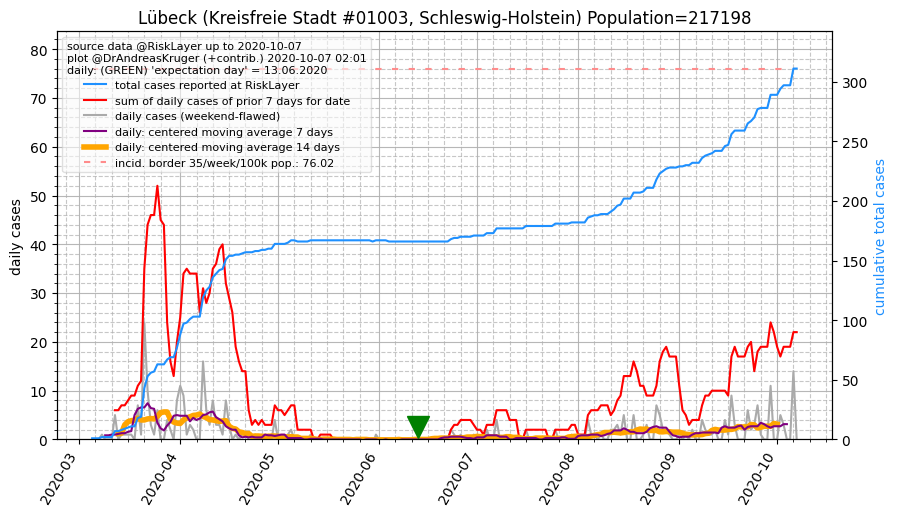 Lübeck (Kreisfreie Stadt #01003, Schleswig-Holstein) Population=217198
source data @RiskLayer up to 2020-10-07
plot @DrAndreasKruger (+contrib.) 2020-10-07 02:01
daily: (GREEN) 'expectation day' = 13.06.2020
total cases reported at RiskLayer
sum of daily cases of prior 7 days for date
daily cases (weekend-flawed)
daily: centered moving average 7 days
daily: centered moving average 14 days
incid. border 35/week/100k pop.: 76.02
daily cases
80
70
60
50
40
30
20
10
0
cumulative total cases
300
250
200
150
100
50
0
2020-03
2020-04
2020-05
2020-06
2020-07
2020-08
2020-09
2020-10